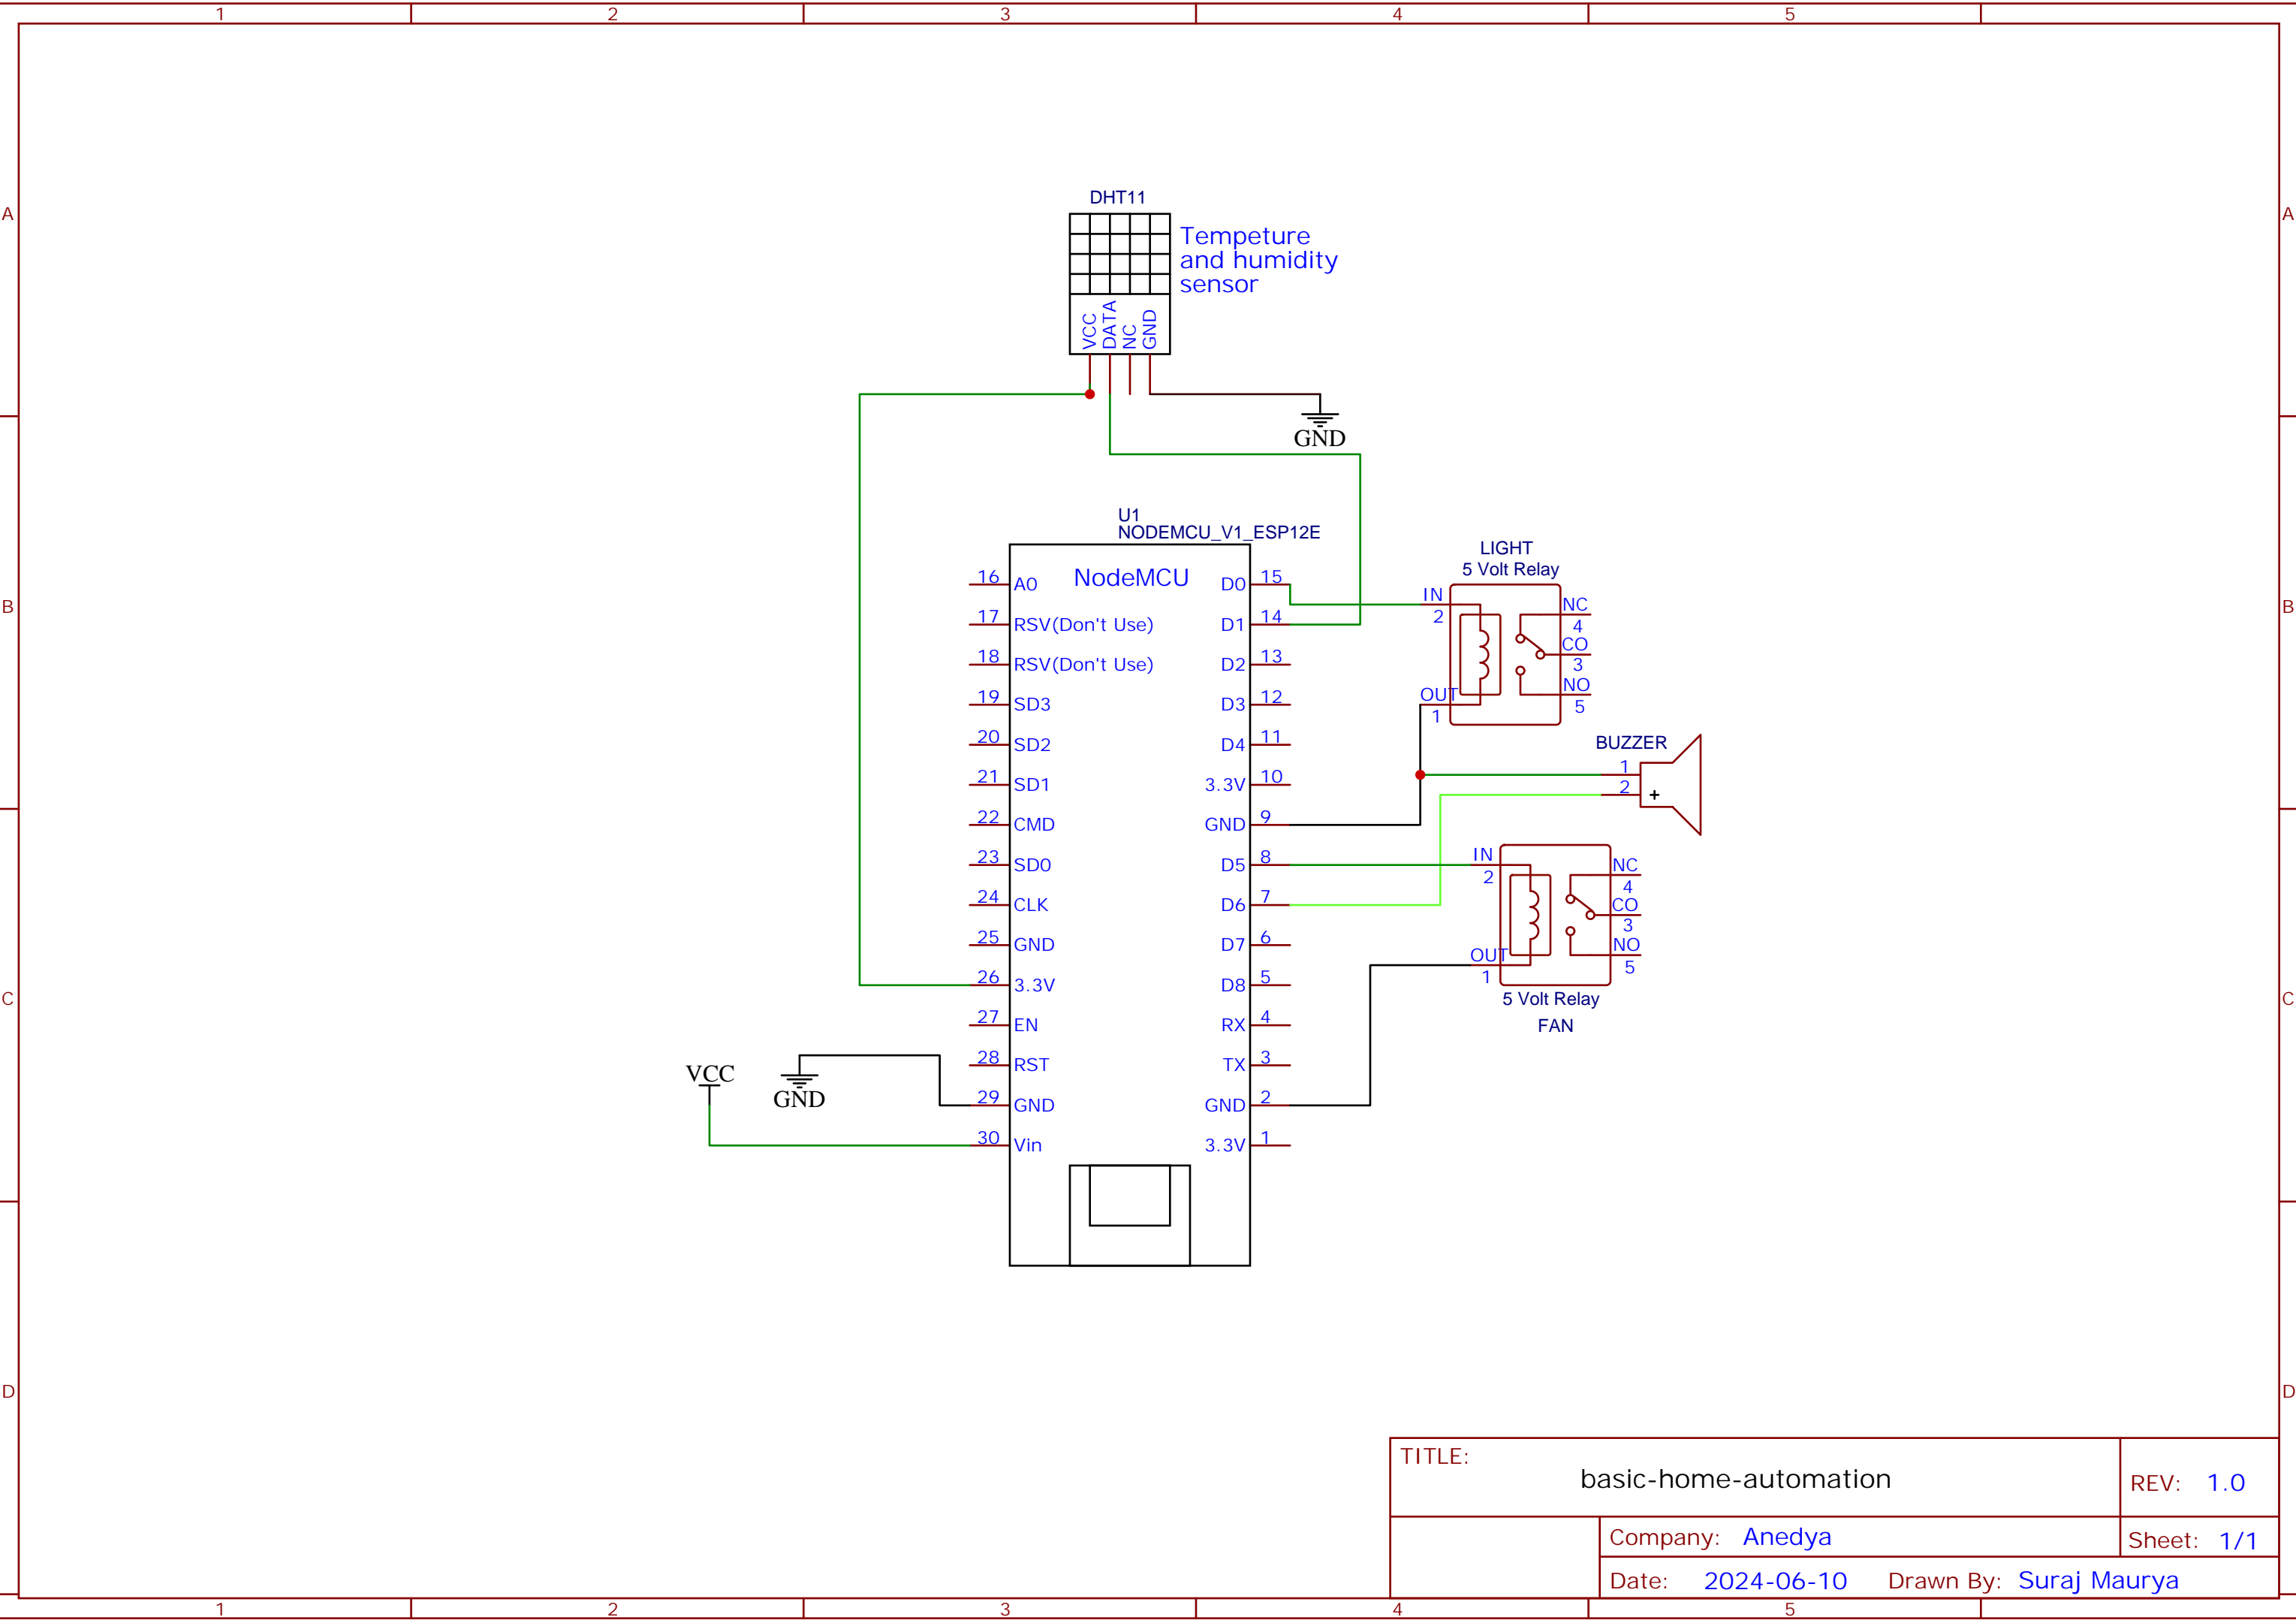 1 2 3 4 5
A A
DHT11
Tempeture
and humidity
sensor
VCC
DATA
NC
GND
GND
U1
NODEMCU_V1_ESP12E
NodeMCU
16 A0
17 RSV(Don't Use)
18 RSV(Don't Use)
19 SD3
20 SD2
21 SD1
22 CMD
23 SD0
24 CLK
25 GND
26 3.3V
27 EN
28 RST
29 GND
30 Vin
D0 15
D1 14
D2 13
D3 12
D4 11
3.3V 10
GND 9
D5 8
D6 7
D7 6
D8 5
RX 4
TX 3
GND 2
3.3V 1
B B
LIGHT
5 Volt Relay
IN
2
OUT
1
NC
4
CO
3
NO
5
BUZZER
1
2
+
IN
2
OUT
1
NC
4
CO
3
NO
5
5 Volt Relay
FAN
C C
VCC
GND
D D
TITLE:
basic-home-automation
REV: 1.0
Company: Anedya
Sheet: 1/1
Date: 2024-06-10 Drawn By: Suraj Maurya
1 2 3 4 5